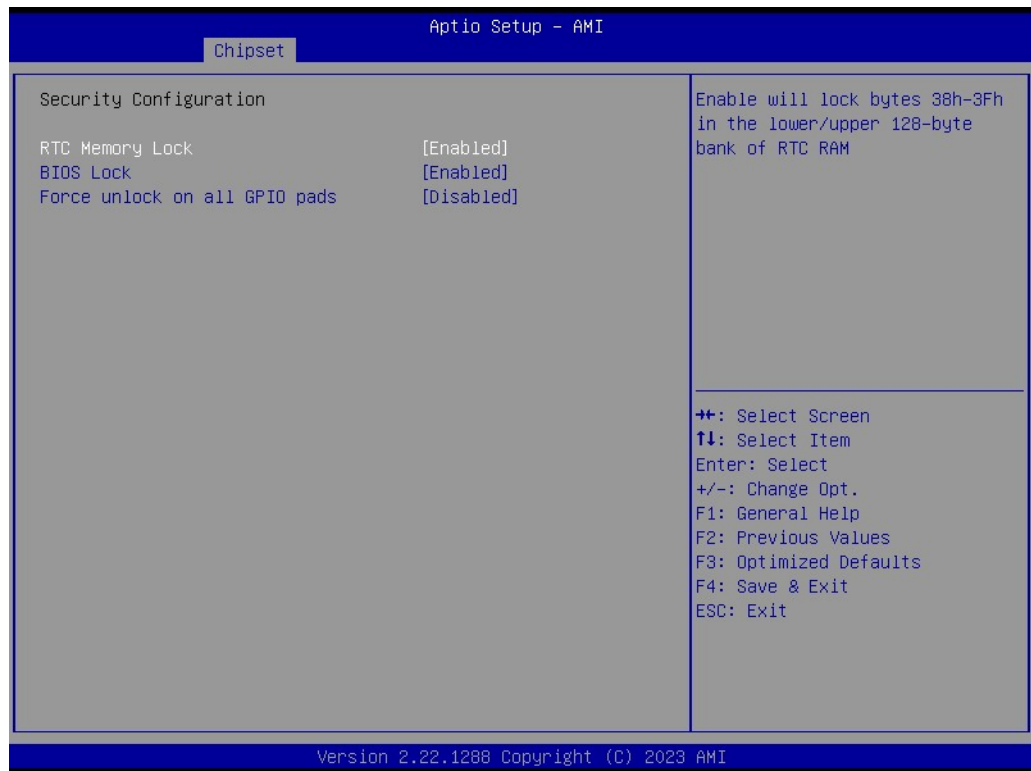 Aptio Setup – AMI
Chipset
Security Configuration
RTC Memory Lock [Enabled]
BIOS Lock [Enabled]
Force unlock on all GPIO pads [Disabled]
Enable will lock bytes 38h-3Fh
in the lower/upper 128-byte
bank of RTC RAM
→←: Select Screen
↑↓: Select Item
Enter: Select
+/-: Change Opt.
F1: General Help
F2: Previous Values
F3: Optimized Defaults
F4: Save & Exit
ESC: Exit
Version 2.22.1288 Copyright (C) 2023 AMI